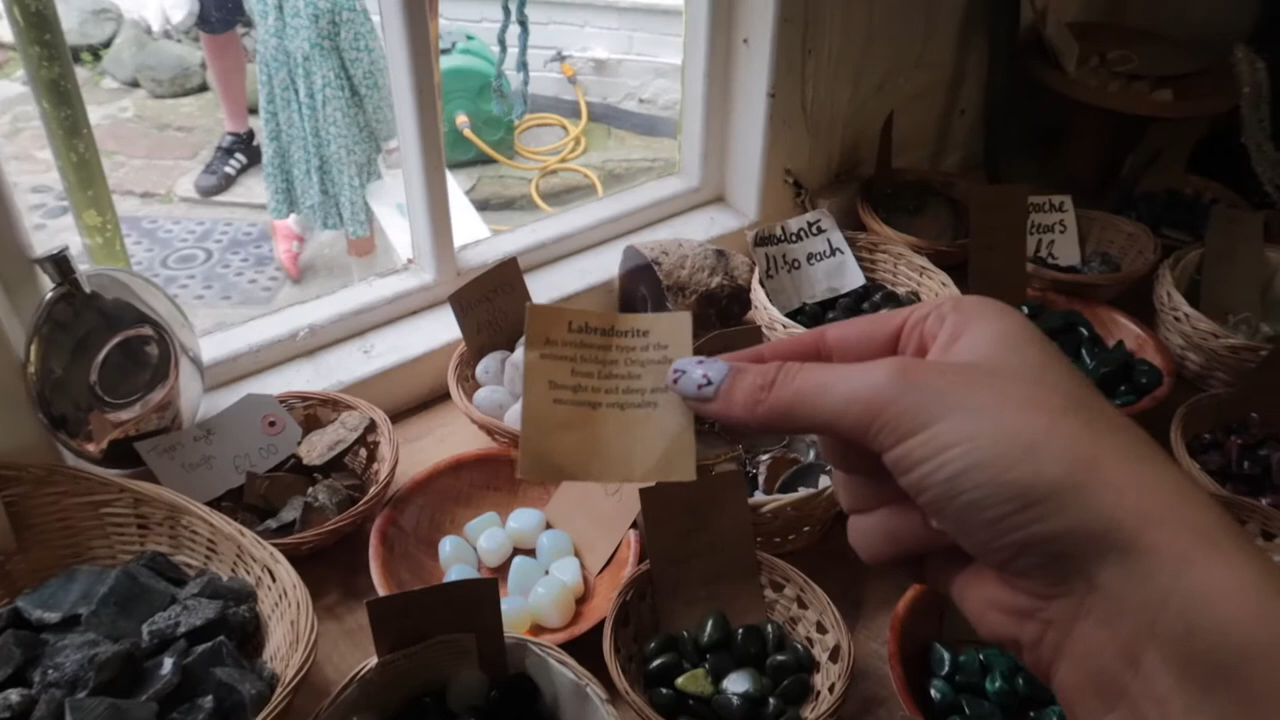 Labradorite
An iridescent type of the
mineral feldspar. Originally
from Labrador
Thought to aid sleep and
encourage originality.
Labradorite
£1.50 each
pache
tears
£2
Tigers eye
rough
£2.00